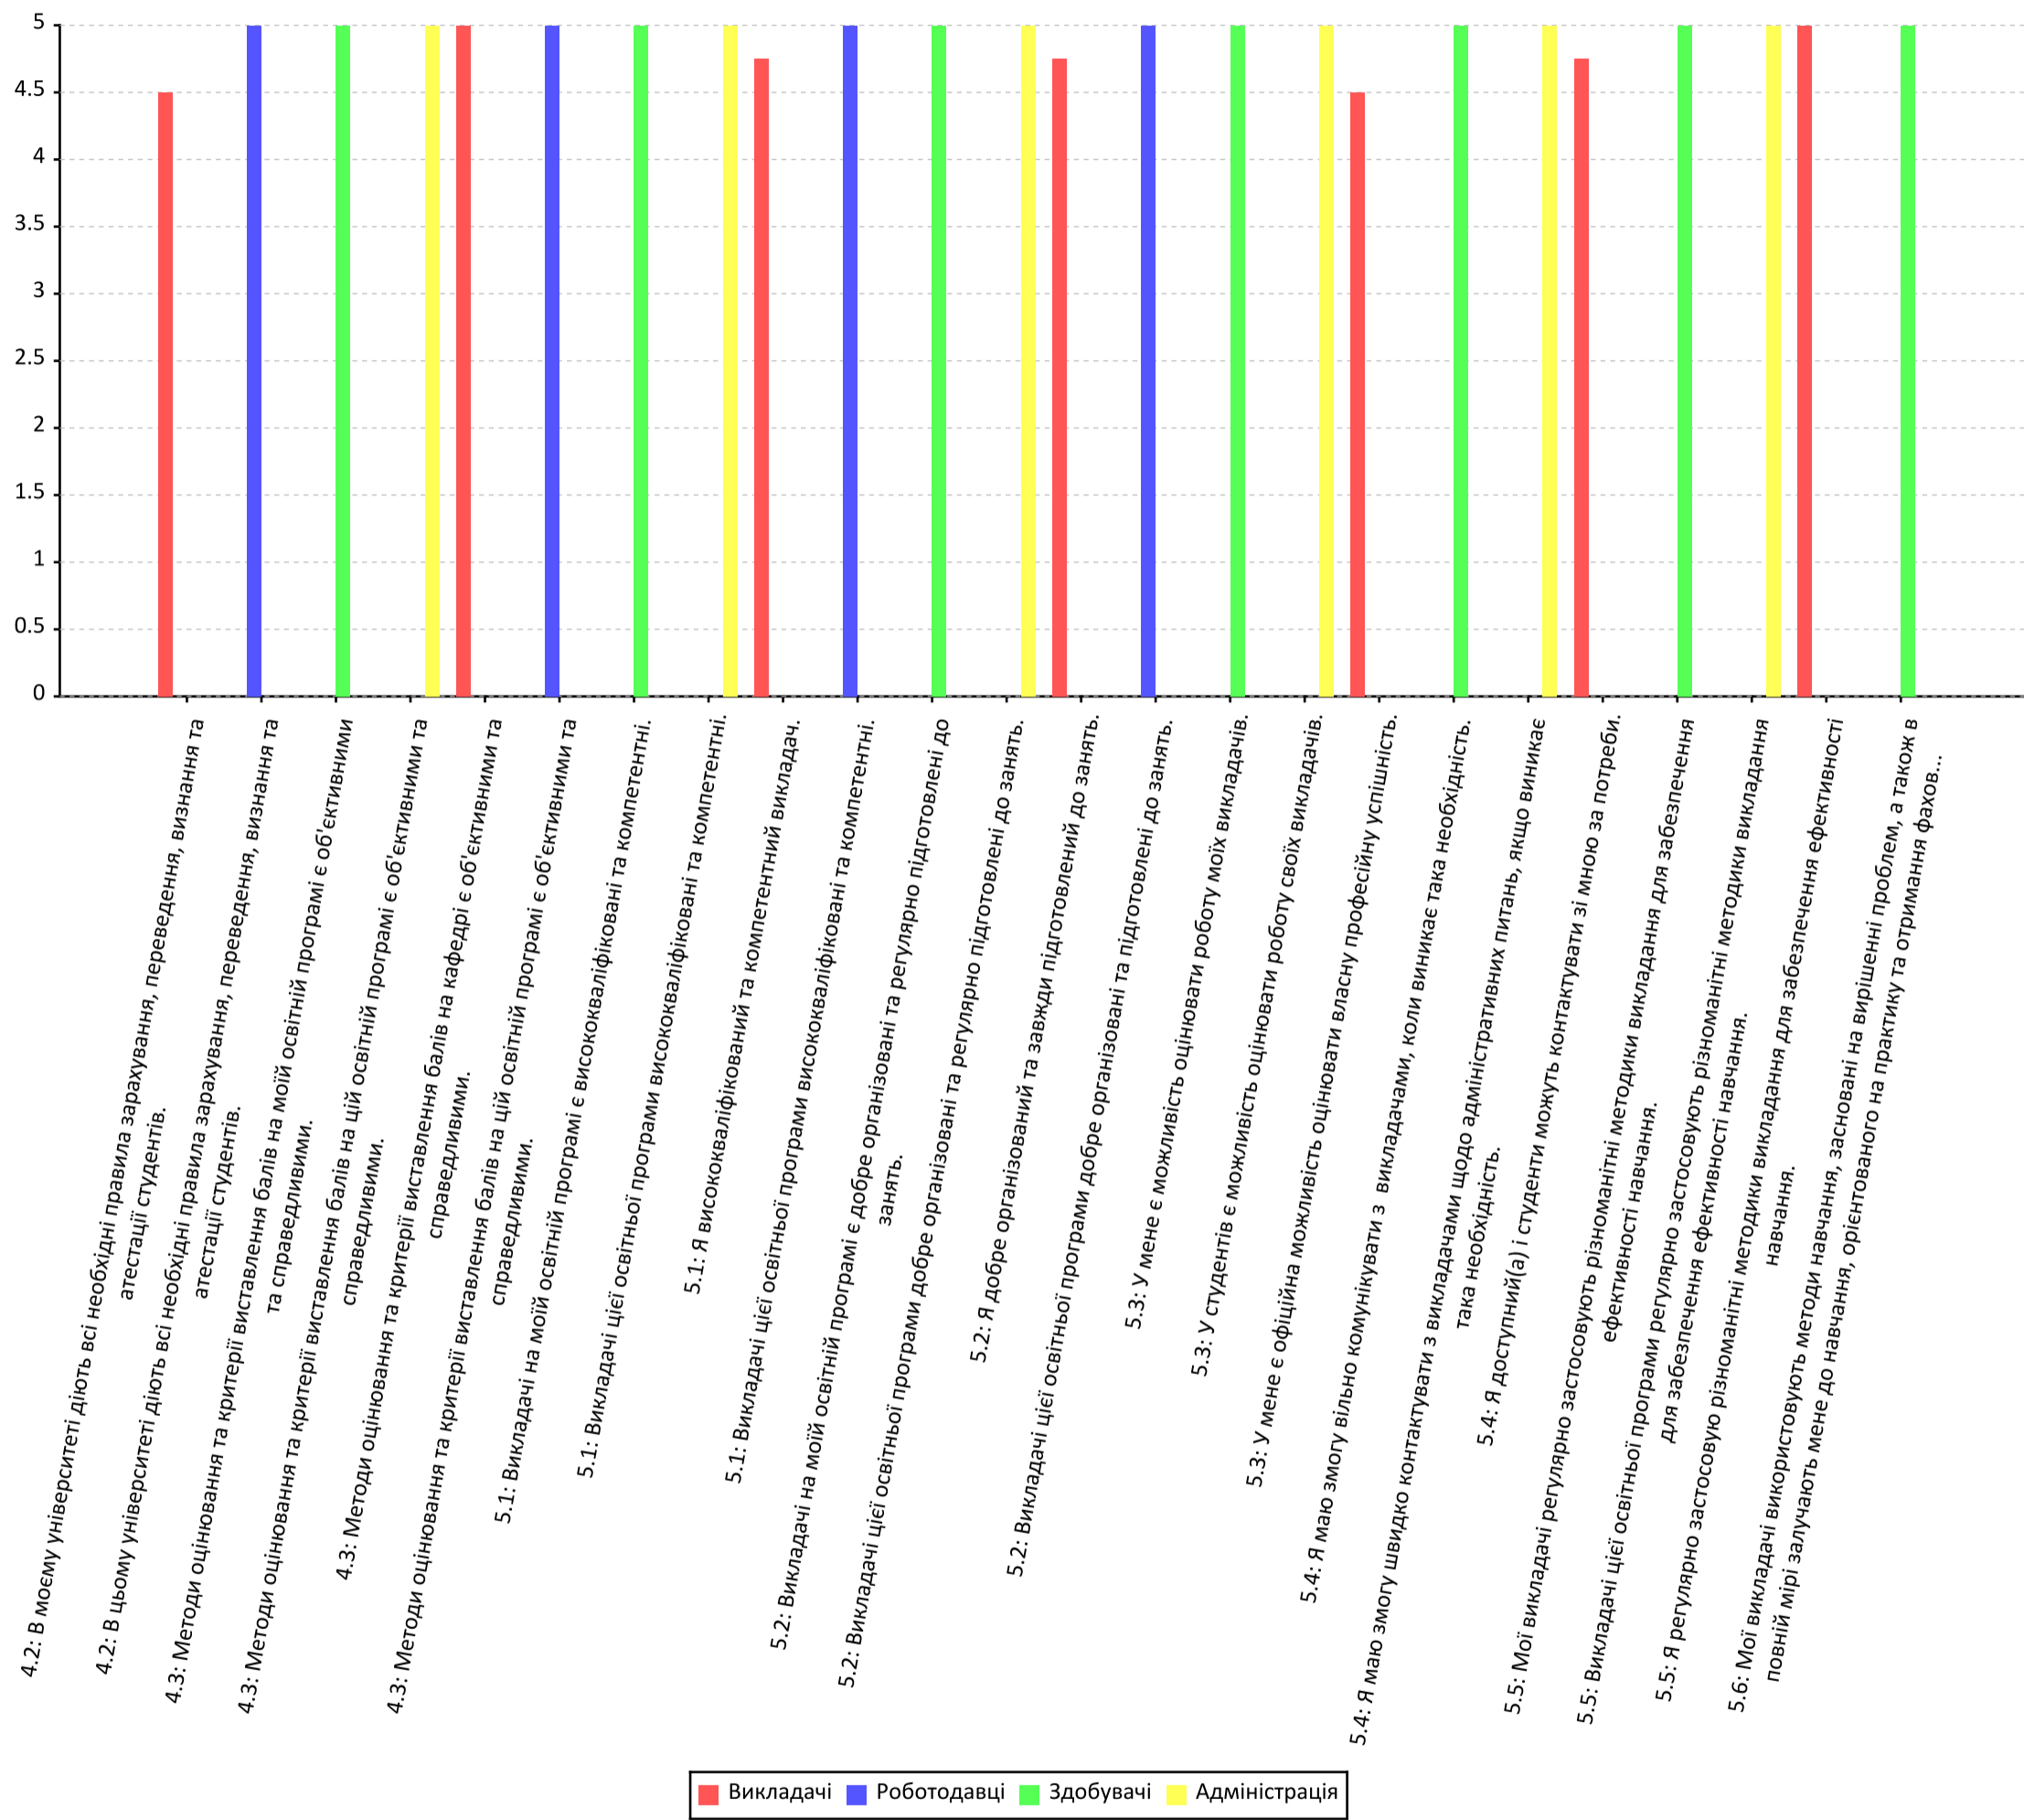 5
4.5
4
3.5
3
2.5
2
1.5
1
0.5
0
4.2: В моєму університеті діють всі необхідні правила зарахування, переведення, визнання та
атестації студентів.
4.2: В цьому університеті діють всі необхідні правила зарахування, переведення, визнання та
атестації студентів.
4.3: Методи оцінювання та критерії виставлення балів на моїй освітній програмі є об'єктивними
та справедливими.
4.3: Методи оцінювання та критерії виставлення балів на цій освітній програмі є об'єктивними та
справедливими.
4.3: Методи оцінювання та критерії виставлення балів на кафедрі є об'єктивними та
справедливими.
4.3: Методи оцінювання та критерії виставлення балів на цій освітній програмі є об'єктивними та
справедливими.
5.1: Викладачі на моїй освітній програмі є висококваліфіковані та компетентні.
5.1: Викладачі цієї освітньої програми висококваліфіковані та компетентні.
5.1: Я висококваліфікований та компетентний викладач.
5.1: Викладачі цієї освітньої програми висококваліфіковані та компетентні.
5.2: Викладачі на моїй освітній програмі є добре організовані та регулярно підготовлені до
занять.
5.2: Викладачі цієї освітньої програми добре організовані та регулярно підготовлені до занять.
5.2: Я добре організований та завжди підготовлений до занять.
5.2: Викладачі цієї освітньої програми добре організовані та підготовлені до занять.
5.3: У мене є можливість оцінювати роботу моїх викладачів.
5.3: У студентів є можливість оцінювати роботу своїх викладачів.
5.3: У мене є офіційна можливість оцінювати власну професійну успішність.
5.4: Я маю змогу вільно комунікувати з викладачами, коли виникає така необхідність.
5.4: Я маю змогу швидко контактувати з викладачами щодо адміністративних питань, якщо виникає
така необхідність.
5.4: Я доступний(а) і студенти можуть контактувати зі мною за потреби.
5.5: Мої викладачі регулярно застосовують різноманітні методики викладання для забезпечення
ефективності навчання.
5.5: Викладачі цієї освітньої програми регулярно застосовують різноманітні методики викладання
для забезпечення ефективності навчання.
5.5: Я регулярно застосовую різноманітні методики викладання для забезпечення ефективності
навчання.
5.6: Мої викладачі використовують методи навчання, засновані на вирішенні проблем, а також в
повній мірі залучають мене до навчання, орієнтованого на практику та отримання фахов...
Викладачі Роботодавці Здобувачі Адміністрація